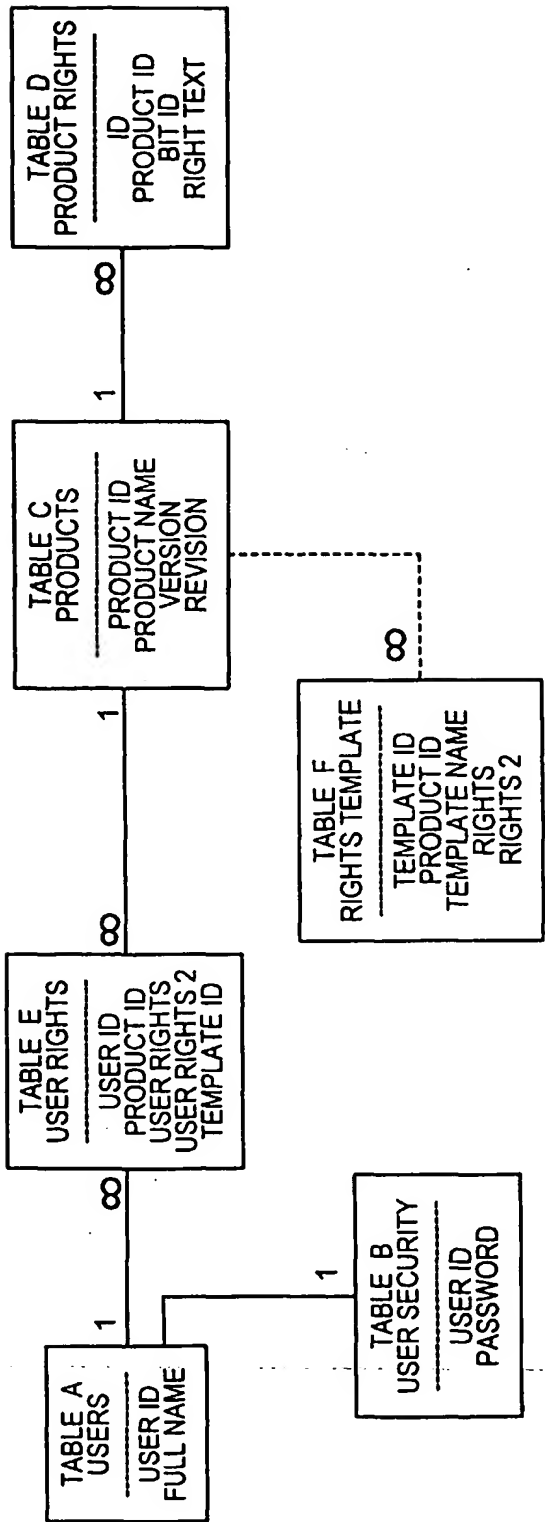 TABLE A
USERS
USER ID
FULL NAME
1
1
TABLE B
USER SECURITY
USER ID
PASSWORD
∞
TABLE E
USER RIGHTS
USER ID
PRODUCT ID
USER RIGHTS
USER RIGHTS 2
TEMPLATE ID
∞
1
TABLE C
PRODUCTS
PRODUCT ID
PRODUCT NAME
VERSION
REVISION
∞
TABLE F
RIGHTS TEMPLATE
TEMPLATE ID
PRODUCT ID
TEMPLATE NAME
RIGHTS
RIGHTS 2
1
∞
TABLE D
PRODUCT RIGHTS
ID
PRODUCT ID
BIT ID
RIGHT TEXT